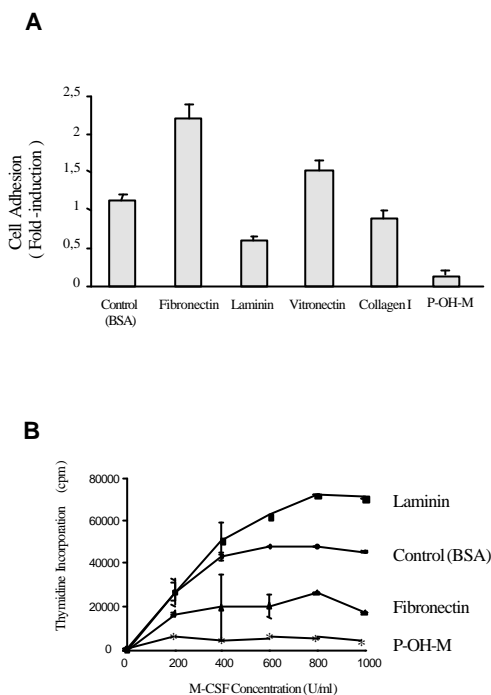 A
Cell Adhesion
( Fold -induction )
2,5
2
1,5
1
0,5
0
Control
(BSA)
Fibronectin
Laminin
Vitronectin
Collagen I
P-OH-M
B
Thymidine Incorporation (cpm)
80000
60000
40000
20000
0
0
200
400
600
800
1000
M-CSF Concentration (U/ml)
Laminin
Control (BSA)
Fibronectin
P-OH-M